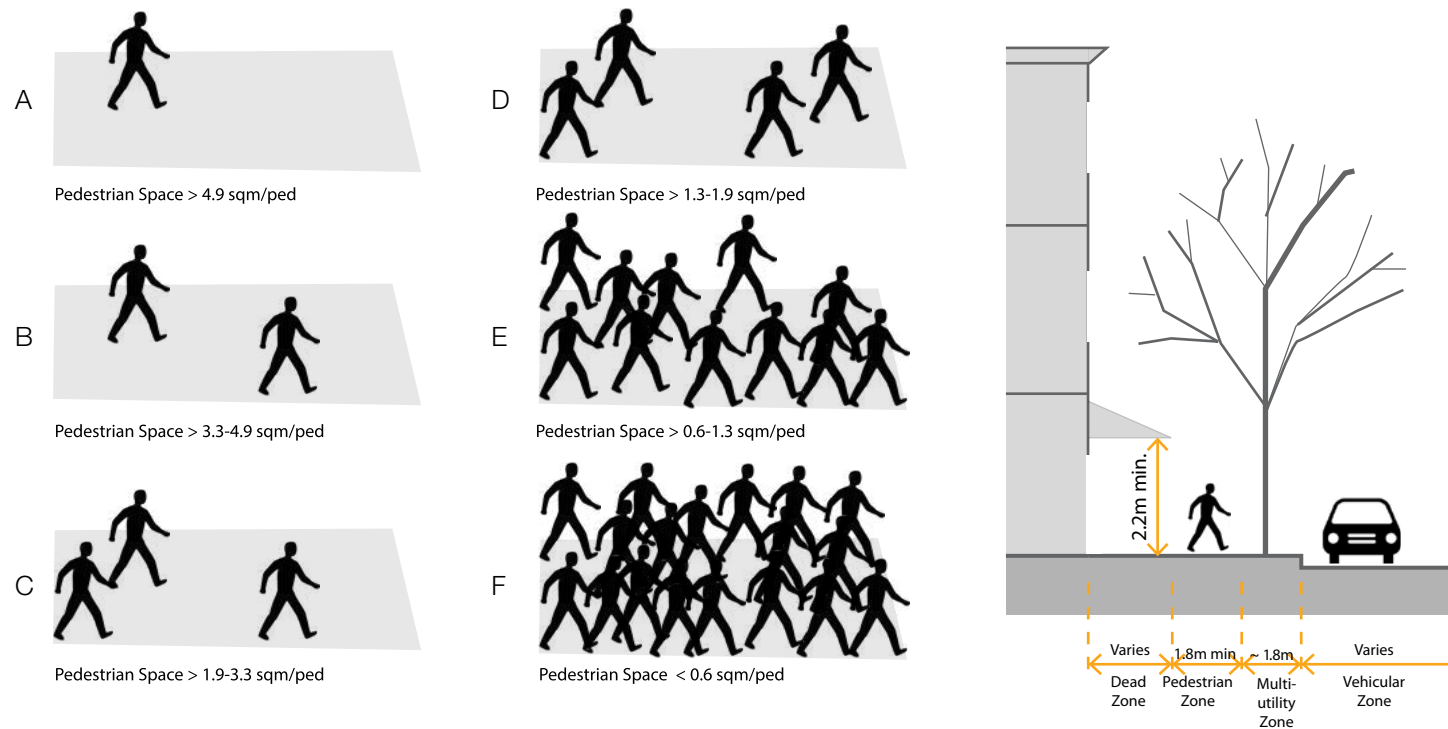 A
Pedestrian Space > 4.9 sqm/ped
B
Pedestrian Space > 3.3-4.9 sqm/ped
C
Pedestrian Space > 1.9-3.3 sqm/ped
D
Pedestrian Space > 1.3-1.9 sqm/ped
E
Pedestrian Space > 0.6-1.3 sqm/ped
F
Pedestrian Space < 0.6 sqm/ped
2.2m min.
Varies
Dead
Zone
1.8m min
Pedestrian
Zone
~ 1.8m
Multi-
utility
Zone
Varies
Vehicular
Zone